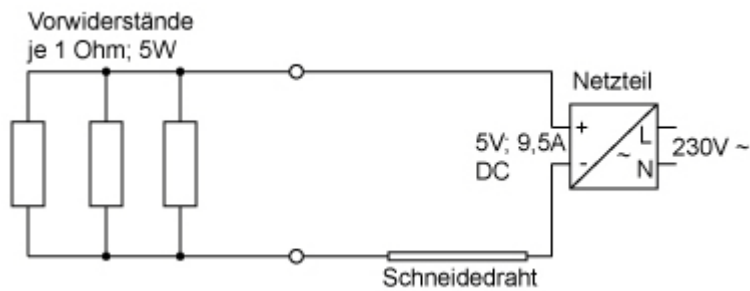 Vorwiderstände
je 1 Ohm; 5W
Netzteil
+
5V; 9,5A
L
230V ~
~
DC
-
N
Schneidedraht